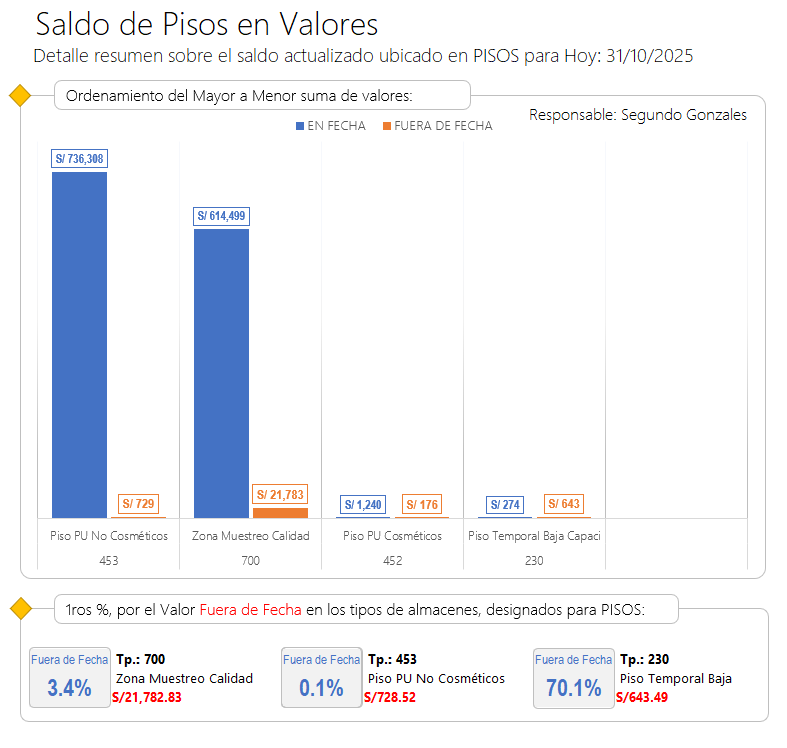 Saldo de Pisos en Valores
Detalle resumen sobre el saldo actualizado ubicado en PISOS para Hoy: 31/10/2025
Ordenamiento del Mayor a Menor suma de valores:
Responsable: Segundo Gonzales
EN FECHA FUERA DE FECHA
S/ 736,308
S/ 614,499
S/ 729
S/ 21,783
S/ 1,240
S/ 176
S/ 274
S/ 643
Piso PU No Cosméticos Zona Muestreo Calidad Piso PU Cosméticos Piso Temporal Baja Capaci
453 700 452 230
1ros %, por el Valor Fuera de Fecha en los tipos de almacenes, designados para PISOS:
Fuera de Fecha
3.4%
Tp.: 700
Zona Muestreo Calidad
S/21,782.83
Fuera de Fecha
0.1%
Tp.: 453
Piso PU No Cosméticos
S/728.52
Fuera de Fecha
70.1%
Tp.: 230
Piso Temporal Baja
S/643.49